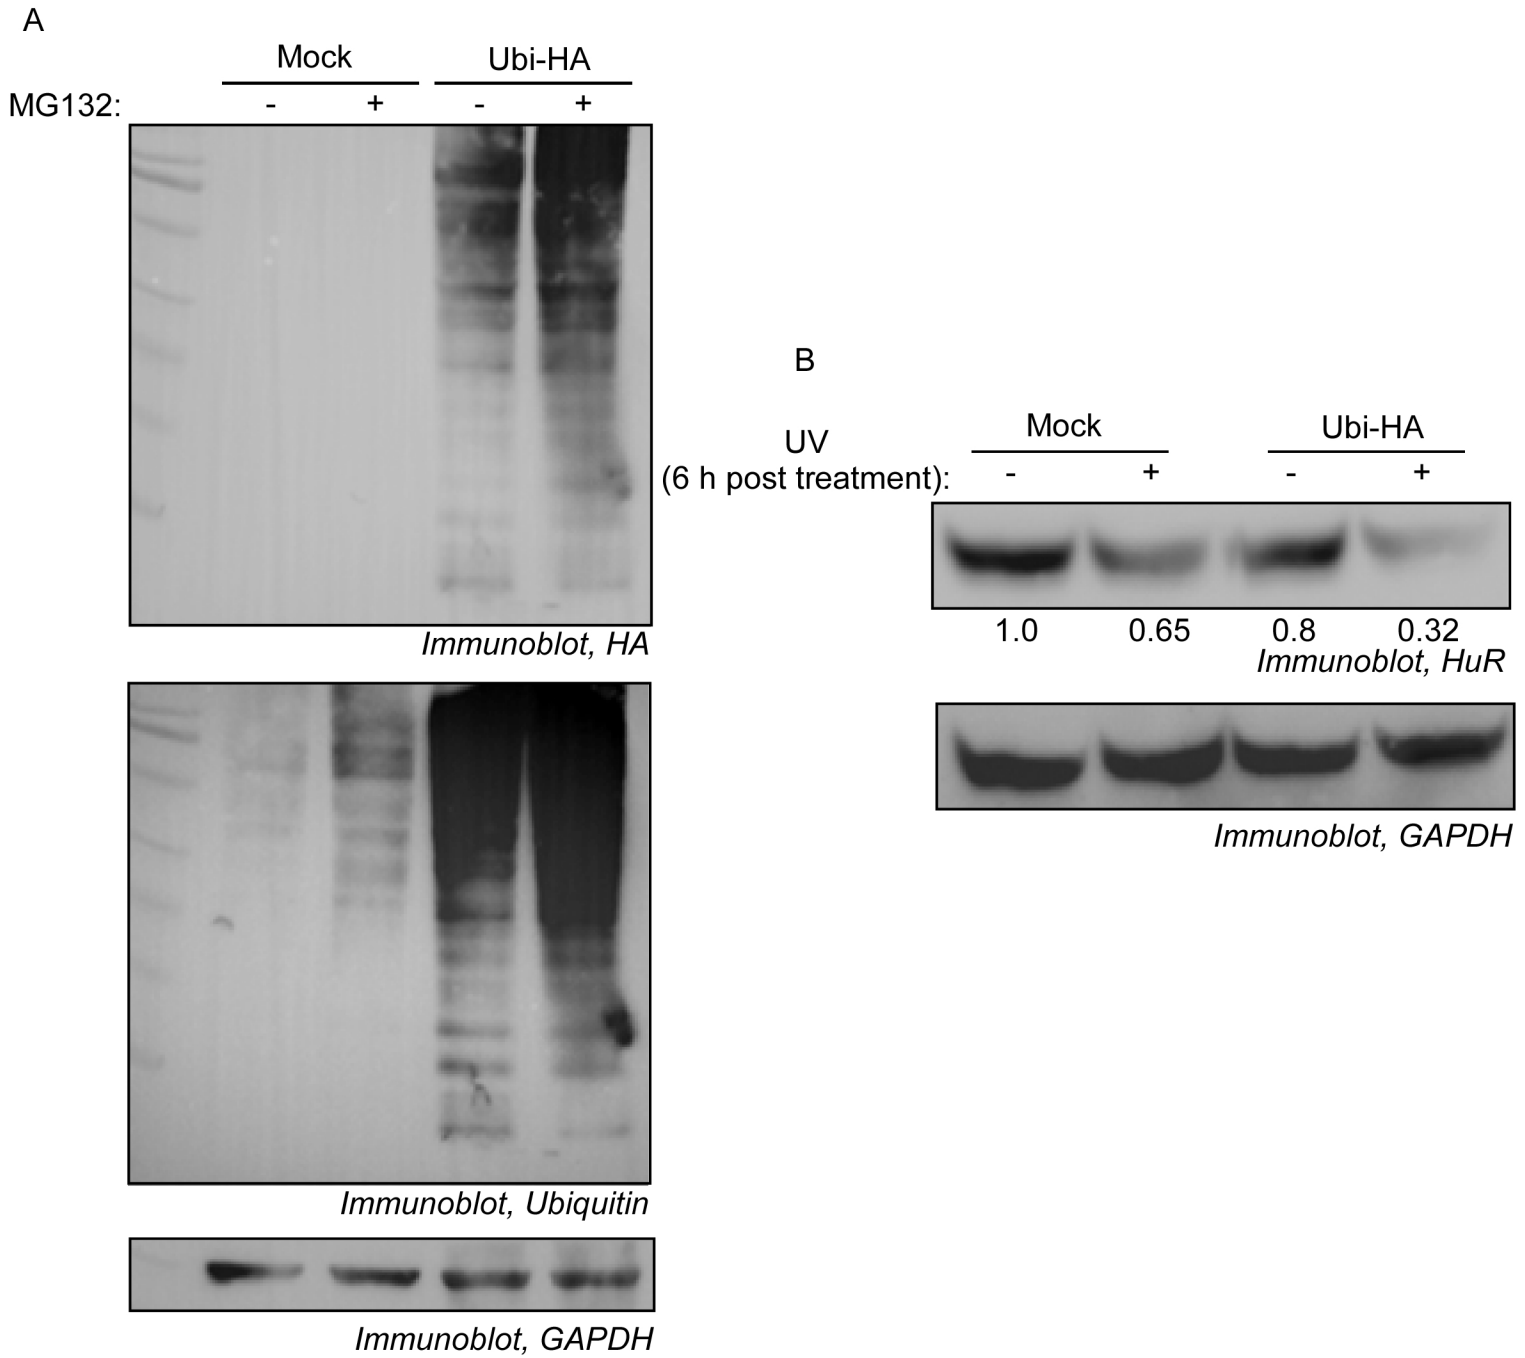 A
Mock Ubi-HA
MG132: - + - +
Immunoblot, HA
Immunoblot, Ubiquitin
Immunoblot, GAPDH
B
Mock Ubi-HA
UV
(6 h post treatment): - + - +
1.0 0.65 0.8 0.32
Immunoblot, HuR
Immunoblot, GAPDH